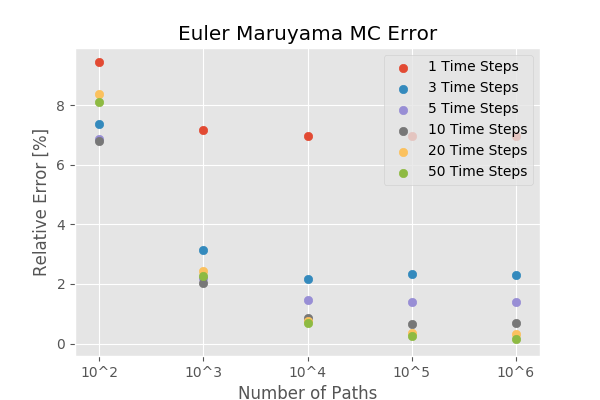 Euler Maruyama MC Error
1 Time Steps
3 Time Steps
5 Time Steps
10 Time Steps
20 Time Steps
50 Time Steps
Relative Error [%]
8
6
4
2
0
10^2 10^3 10^4 10^5 10^6
Number of Paths